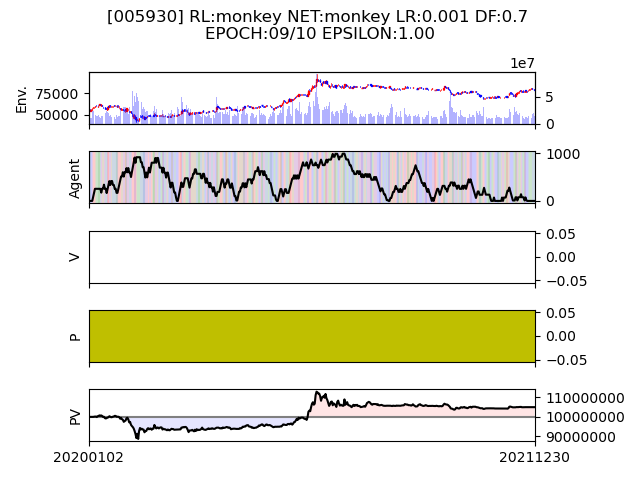 [005930] RL:monkey NET:monkey LR:0.001 DF:0.7
EPOCH:09/10 EPSILON:1.00
1e7
Env.
75000
50000
5
0
Agent
1000
0
V
0.05
0.00
−0.05
P
0.05
0.00
−0.05
PV
110000000
100000000
90000000
20200102
20211230